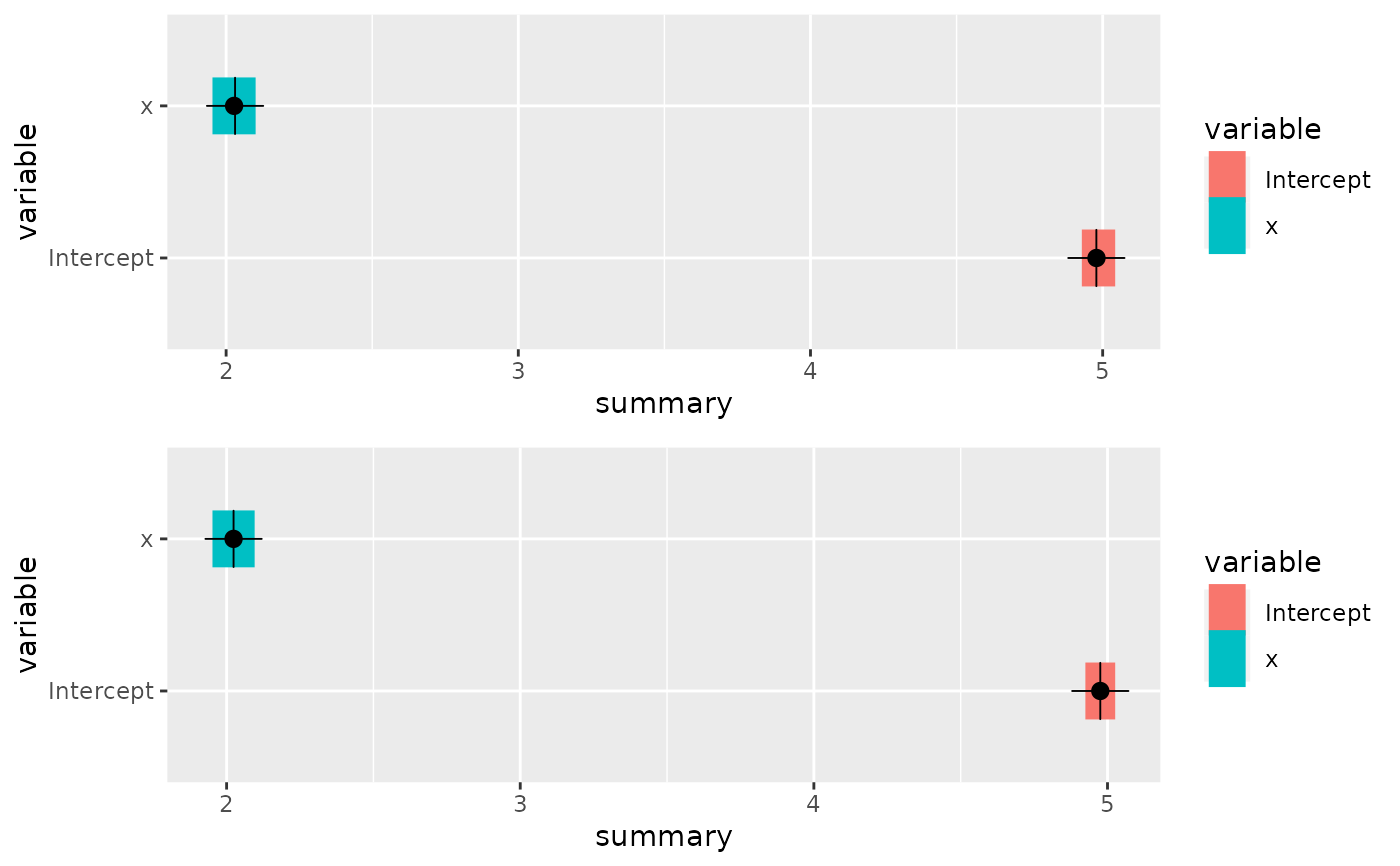 variable
x
Intercept
2 3 4 5
summary
variable
Intercept
x
variable
x
Intercept
2 3 4 5
summary
variable
Intercept
x